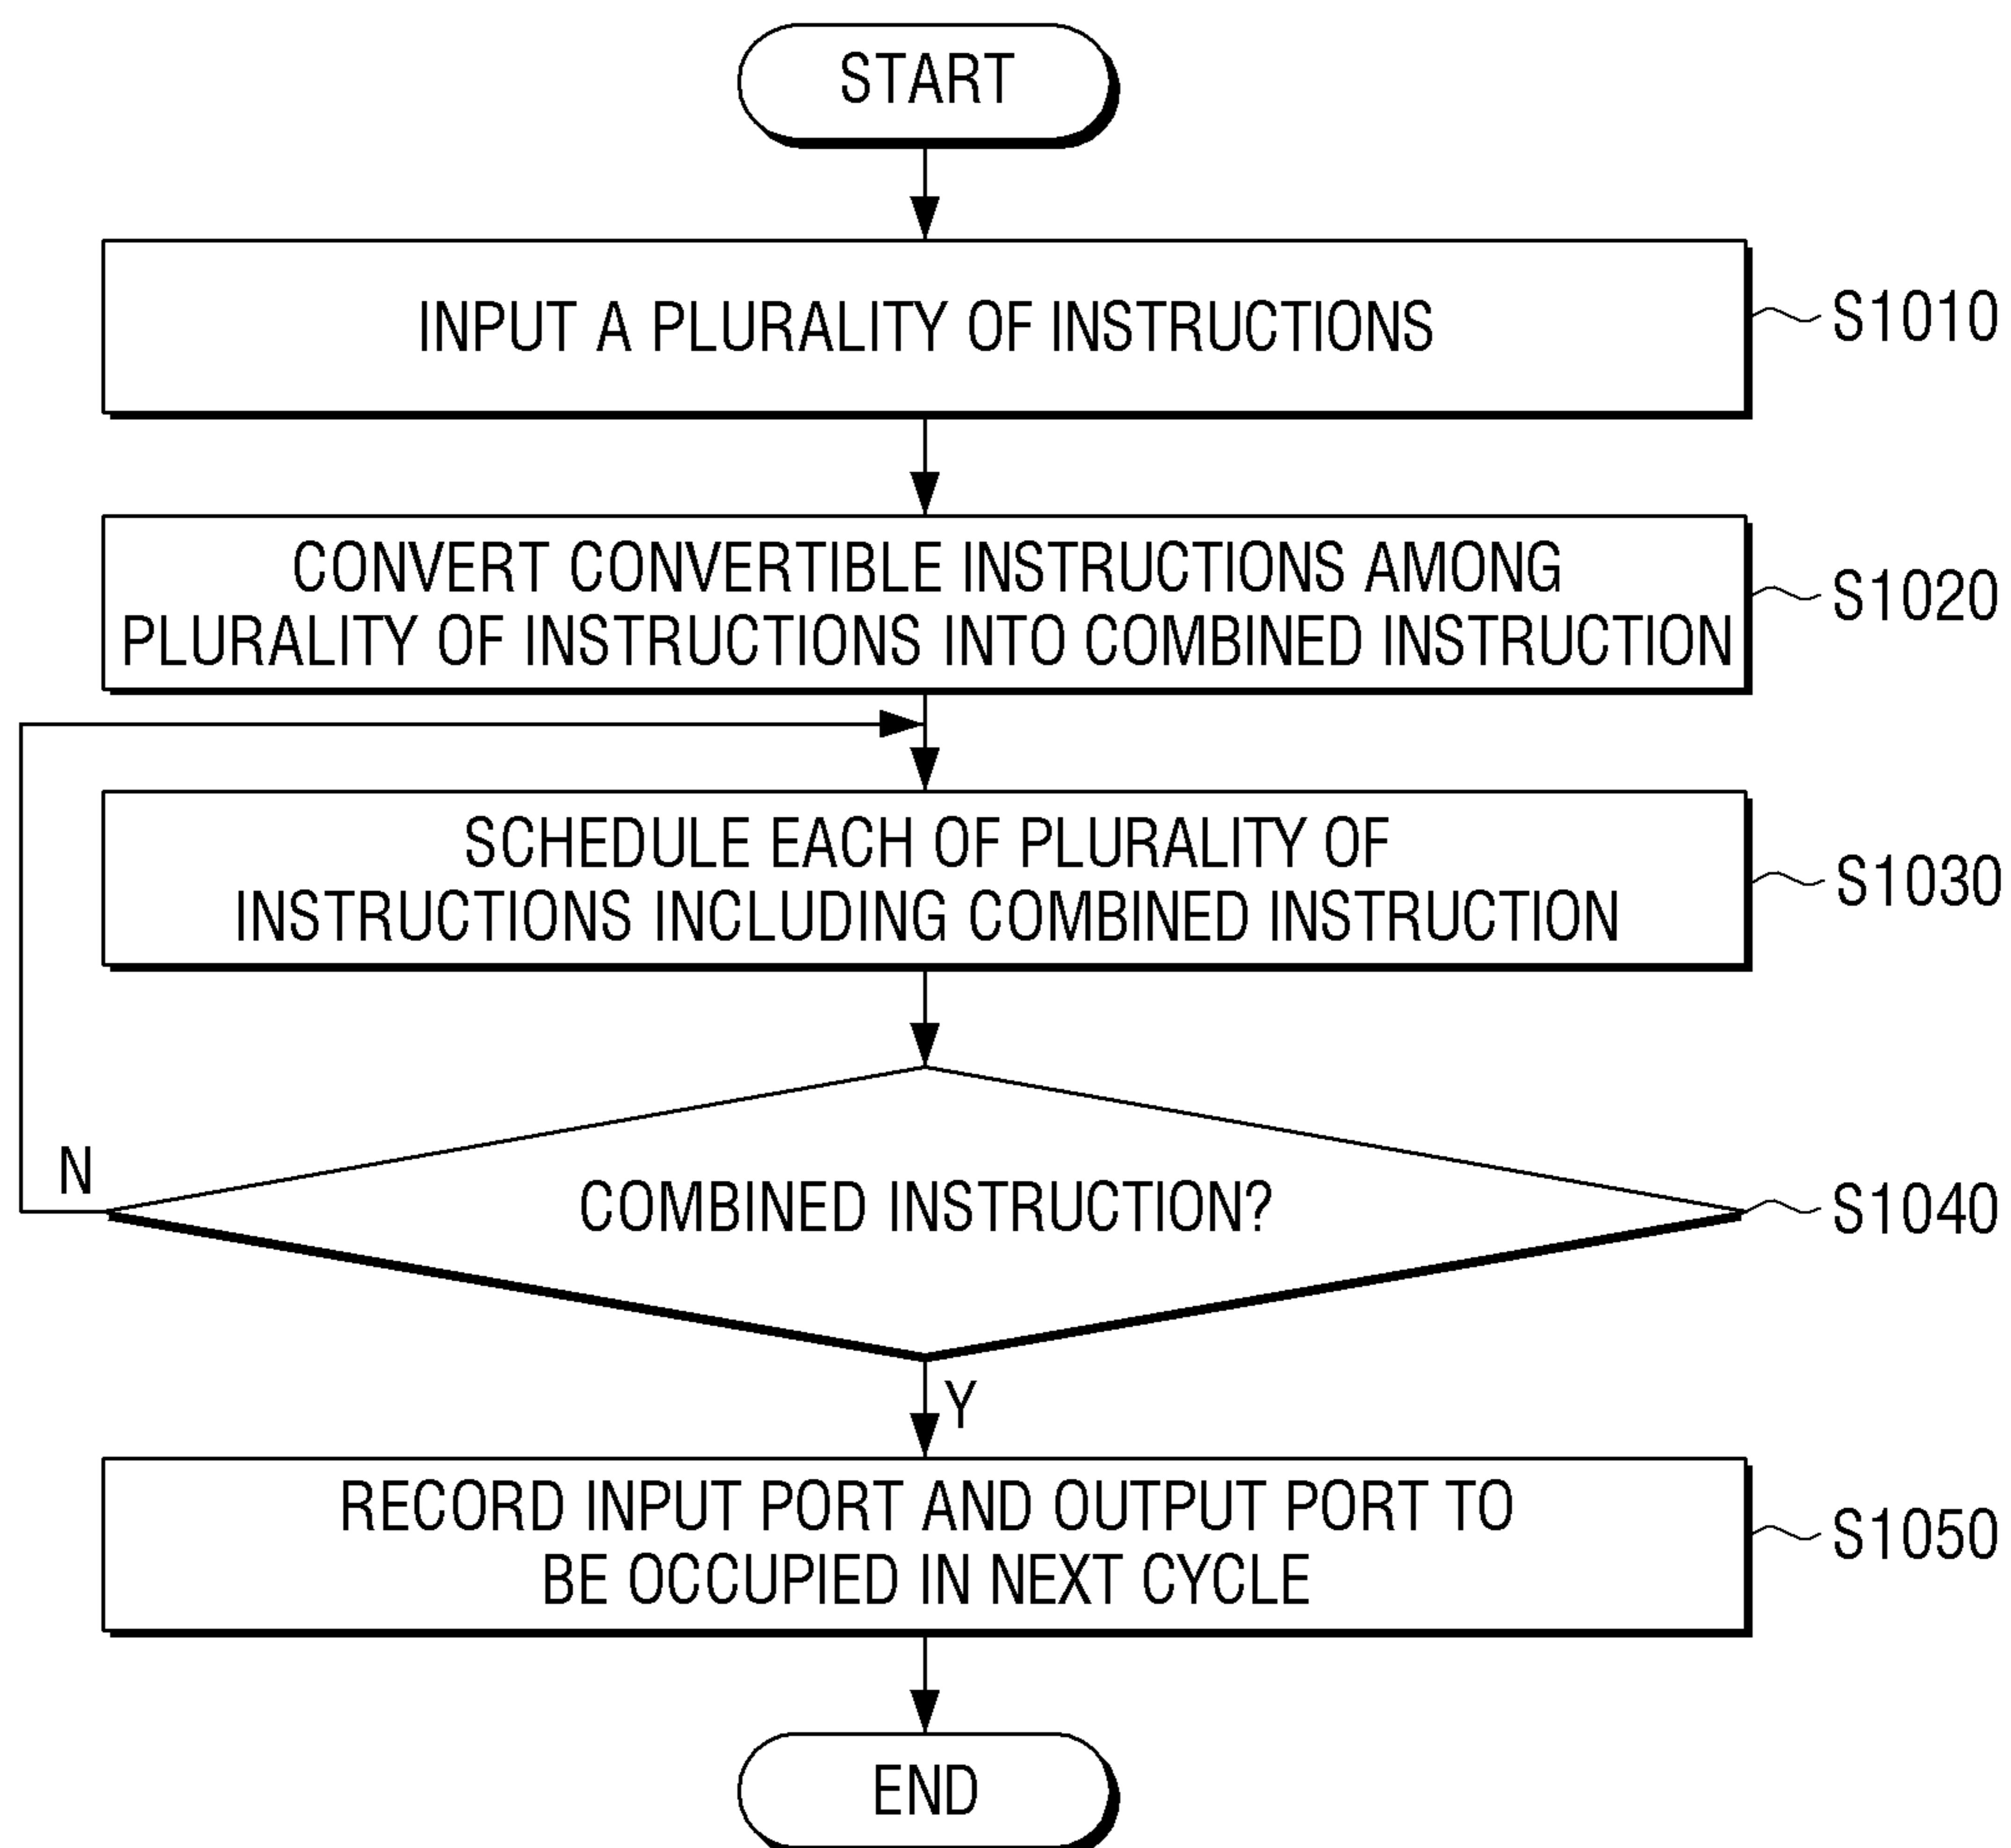 START
INPUT A PLURALITY OF INSTRUCTIONS
S1010
CONVERT CONVERTIBLE INSTRUCTIONS AMONG
PLURALITY OF INSTRUCTIONS INTO COMBINED INSTRUCTION
S1020
SCHEDULE EACH OF PLURALITY OF
INSTRUCTIONS INCLUDING COMBINED INSTRUCTION
S1030
N
COMBINED INSTRUCTION?
S1040
Y
RECORD INPUT PORT AND OUTPUT PORT TO
BE OCCUPIED IN NEXT CYCLE
S1050
END